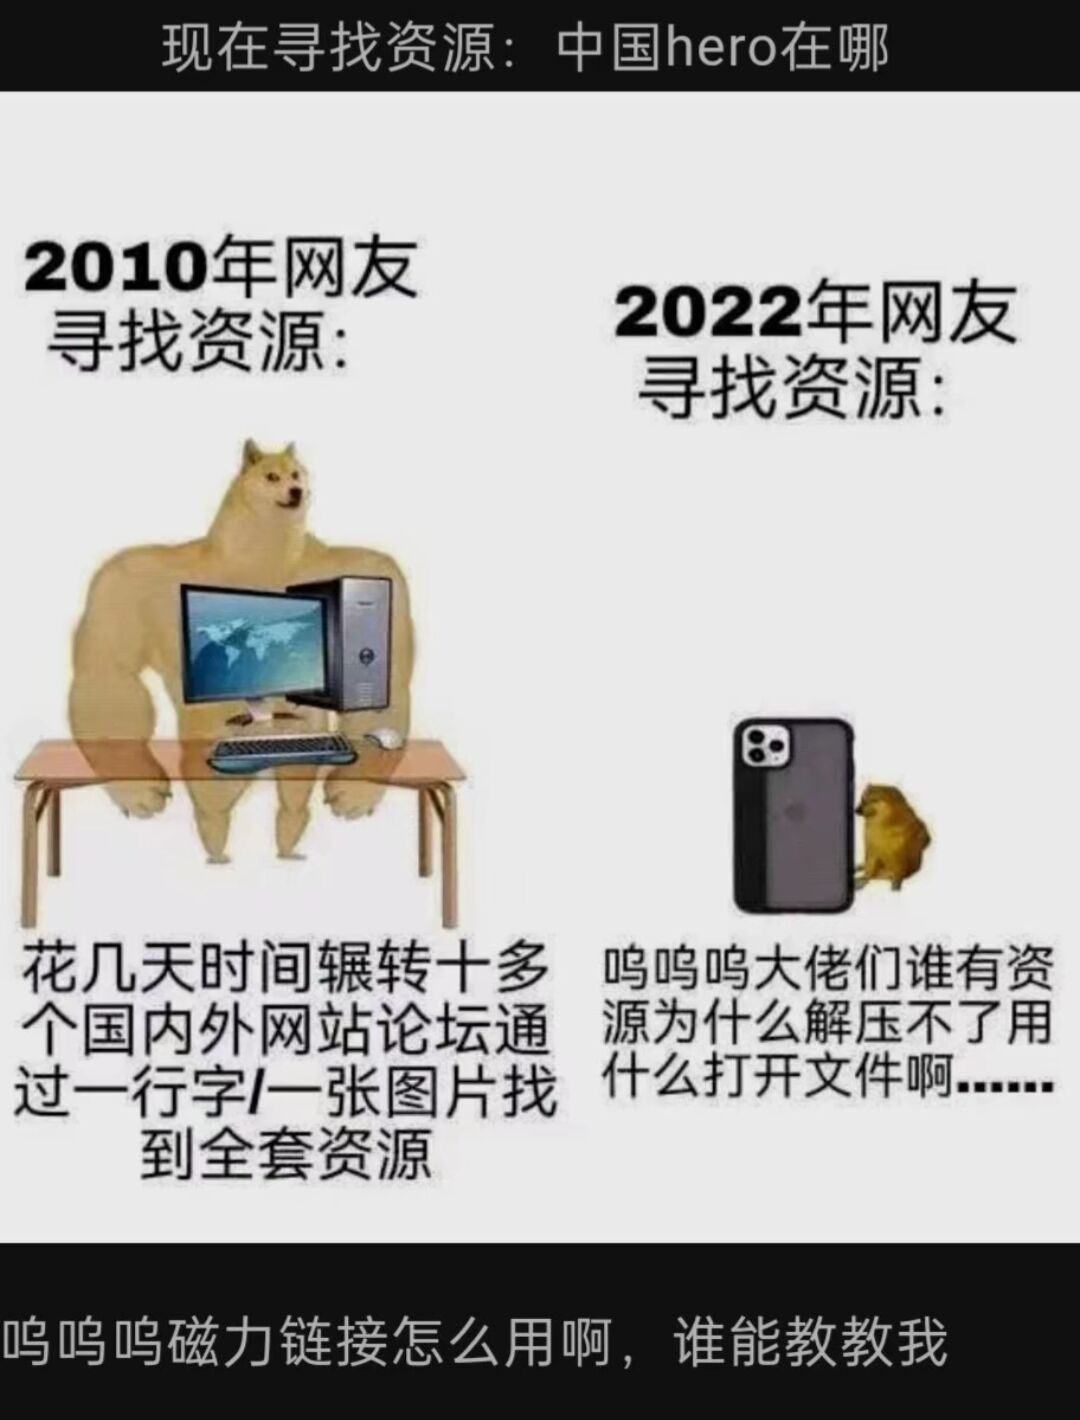 现在寻找资源：中国hero在哪
2010年网友
寻找资源：
2022年网友
寻找资源：
花几天时间辗转十多
个国内外网站论坛通
过一行字/一张图片找
到全套资源
呜呜呜大佬们谁有资
源为什么解压不了用
什么打开文件啊......
呜呜呜磁力链接怎么用啊，谁能教教我